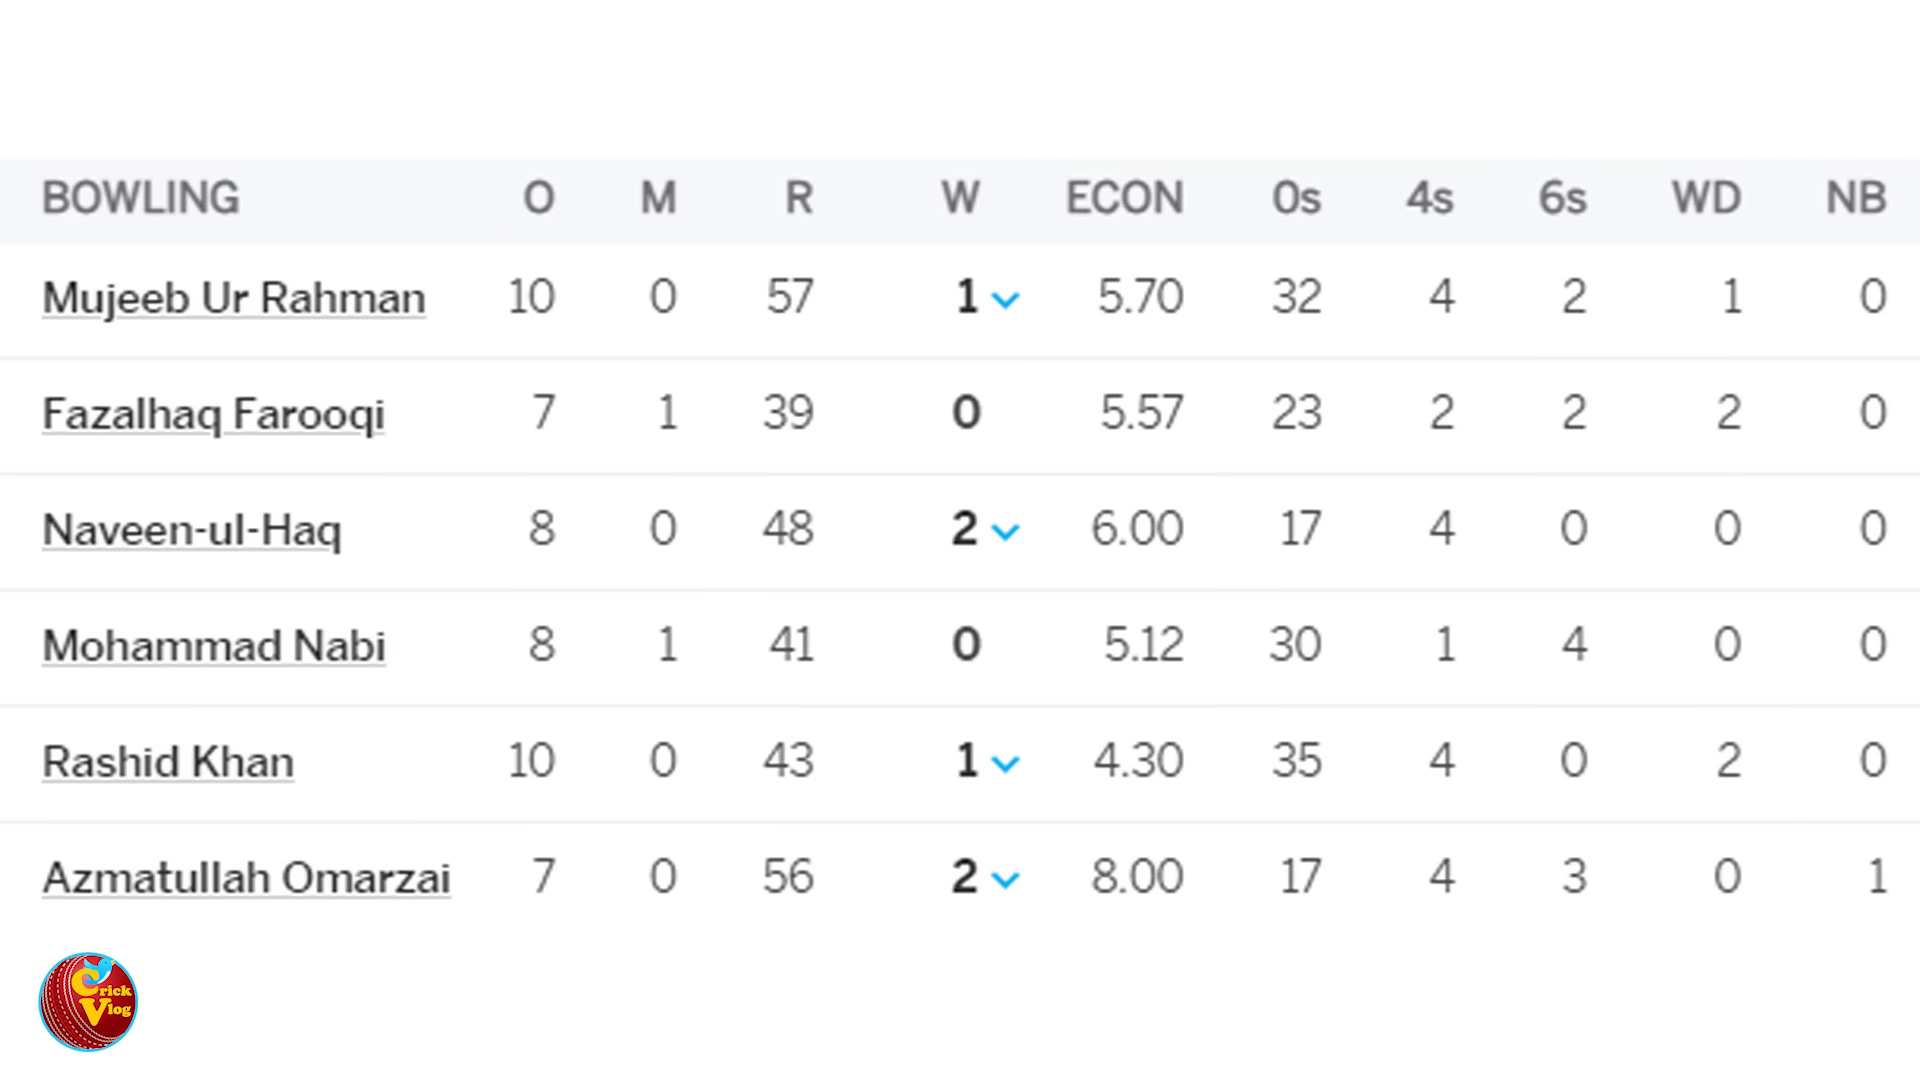 BOWLING O M R W ECON 0s 4s 6s WD NB
Mujeeb Ur Rahman 10 0 57 1 5.70 32 4 2 1 0
Fazalhaq Farooqi 7 1 39 0 5.57 23 2 2 2 0
Naveen-ul-Haq 8 0 48 2 6.00 17 4 0 0 0
Mohammad Nabi 8 1 41 0 5.12 30 1 4 0 0
Rashid Khan 10 0 43 1 4.30 35 4 0 2 0
Azmatullah Omarzai 7 0 56 2 8.00 17 4 3 0 1
Crick
Vlog